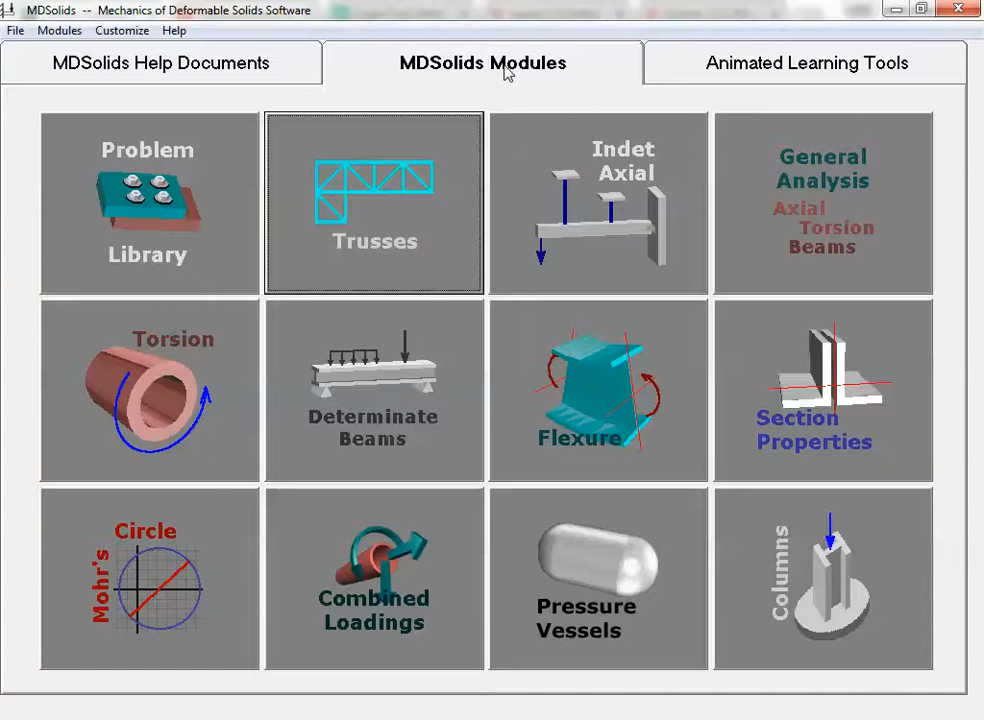 MDSolids -- Mechanics of Deformable Solids Software
File Modules Customize Help
MDSolids Help Documents
MDSolids Modules
Animated Learning Tools
Problem
Library
Trusses
Indet
Axial
General
Analysis
Axial
Torsion
Beams
Torsion
Determinate
Beams
Flexure
Section
Properties
Mohr's
Circle
Combined
Loadings
Pressure
Vessels
Columns